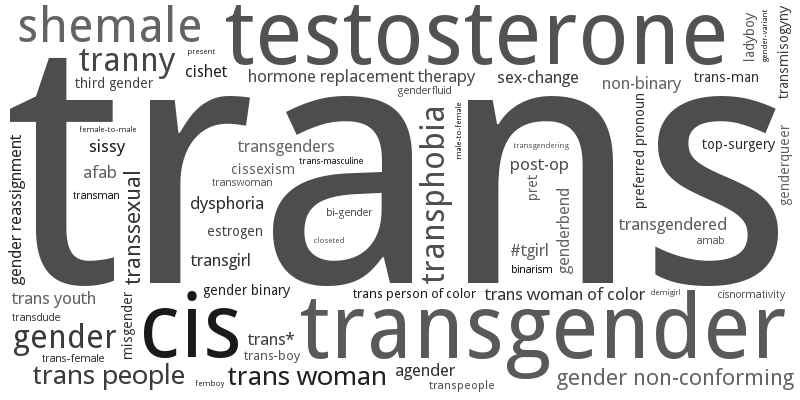 shemale
testosterone
ladyboy
gender-variant
transmisogyny
tranny
present
cishet
third gender
hormone replacement therapy
sex-change
non-binary
trans-man
genderfluid
trans
female-to-male
sissy
afab
transman
gender reassignment
transsexual
transgenders
cissexism
trans-masculine
transwoman
dysphoria
bi-gender
estrogen
closeted
transgirl
transphobia
male-to-female
transgendering
post-op
pret
genderbend
#tgirl
binarism
preferred pronoun
top-surgery
genderqueer
transgendered
amab
trans youth
gender binary
trans person of color
trans woman of color
demigirl
cisnormativity
transdude
misgender
cis
transgender
gender
trans*
trans-female
trans-boy
trans people
femboy
trans woman
agender
transpeople
gender non-conforming